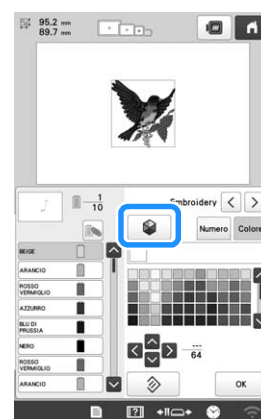 95.2 mm
89.7 mm
1
10
Embroidery
Numero Colore
BEIGE
ARANCIO
ROSSO
VERMIGLIO
AZZURRO
BLU DI
PRUSSIA
NERO
ROSSO
VERMIGLIO
ARANCIO
---
64
OK